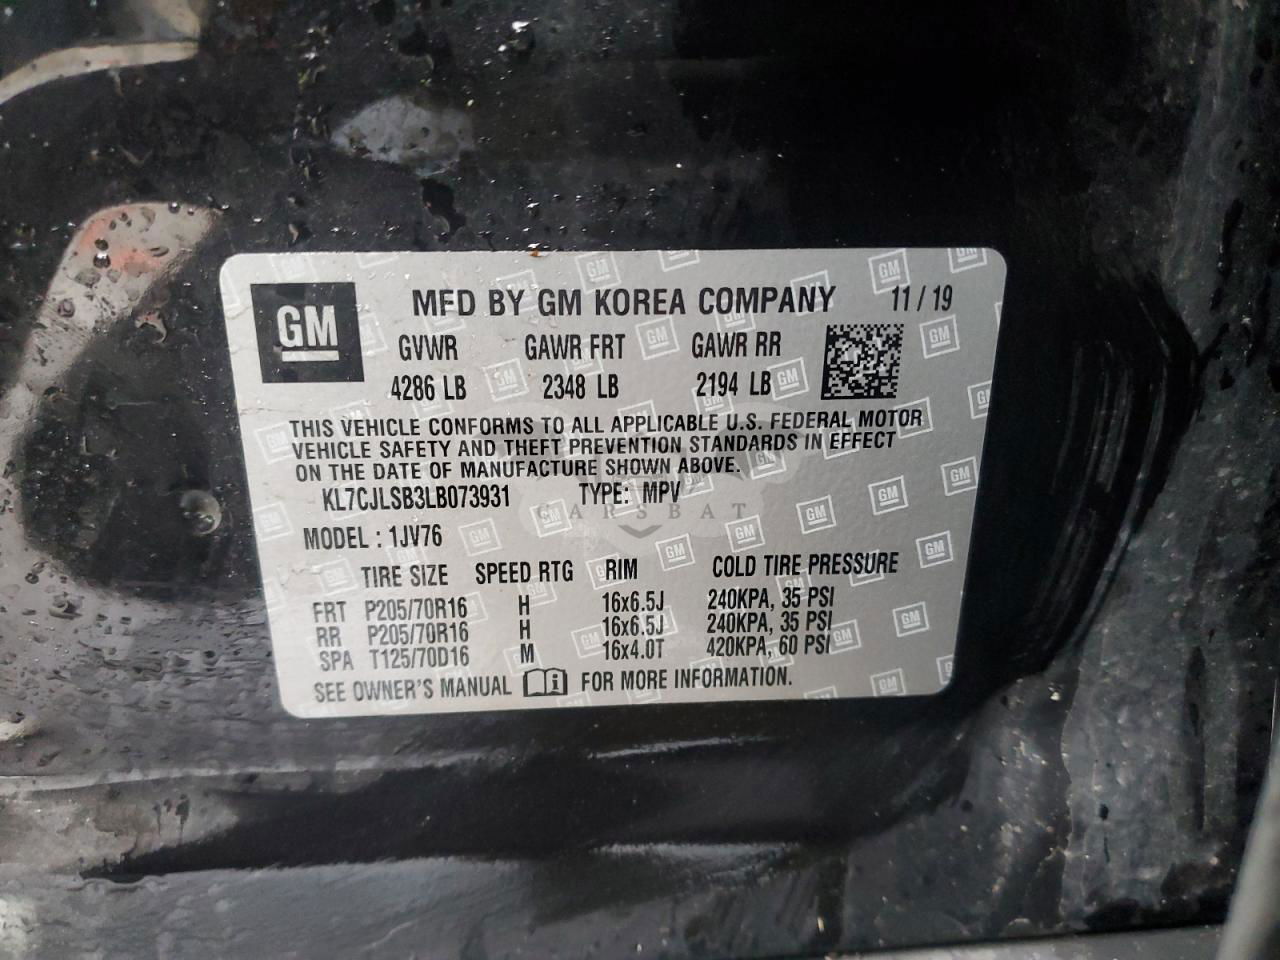 GM
MFD BY GM KOREA COMPANY 11 / 19
GVWR GAWR FRT GAWR RR
4286 LB 2348 LB 2194 LB
THIS VEHICLE CONFORMS TO ALL APPLICABLE U.S. FEDERAL MOTOR
VEHICLE SAFETY AND THEFT PREVENTION STANDARDS IN EFFECT
ON THE DATE OF MANUFACTURE SHOWN ABOVE.
KL7CJLSB3LB073931 TYPE: MPV
CARSBAT
MODEL : 1JV76
TIRE SIZE SPEED RTG RIM COLD TIRE PRESSURE
FRT P205/70R16 H 16x6.5J 240KPA, 35 PSI
RR P205/70R16 H 16x6.5J 240KPA, 35 PSI
SPA T125/70D16 M 16x4.0T 420KPA, 60 PSI
SEE OWNER'S MANUAL i FOR MORE INFORMATION.